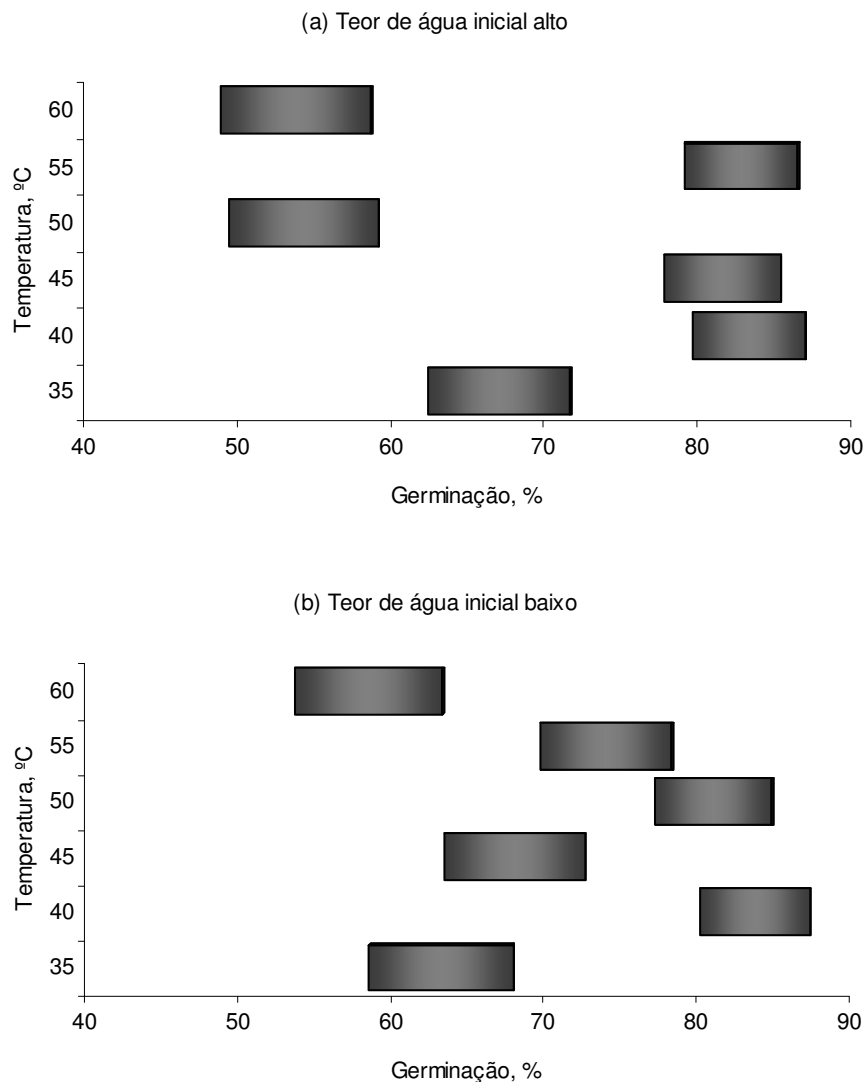 (a) Teor de água inicial alto
Temperatura, ºC
60
55
50
45
40
35
40 50 60 70 80 90
Germinação, %
(b) Teor de água inicial baixo
Temperatura, ºC
60
55
50
45
40
35
40 50 60 70 80 90
Germinação, %